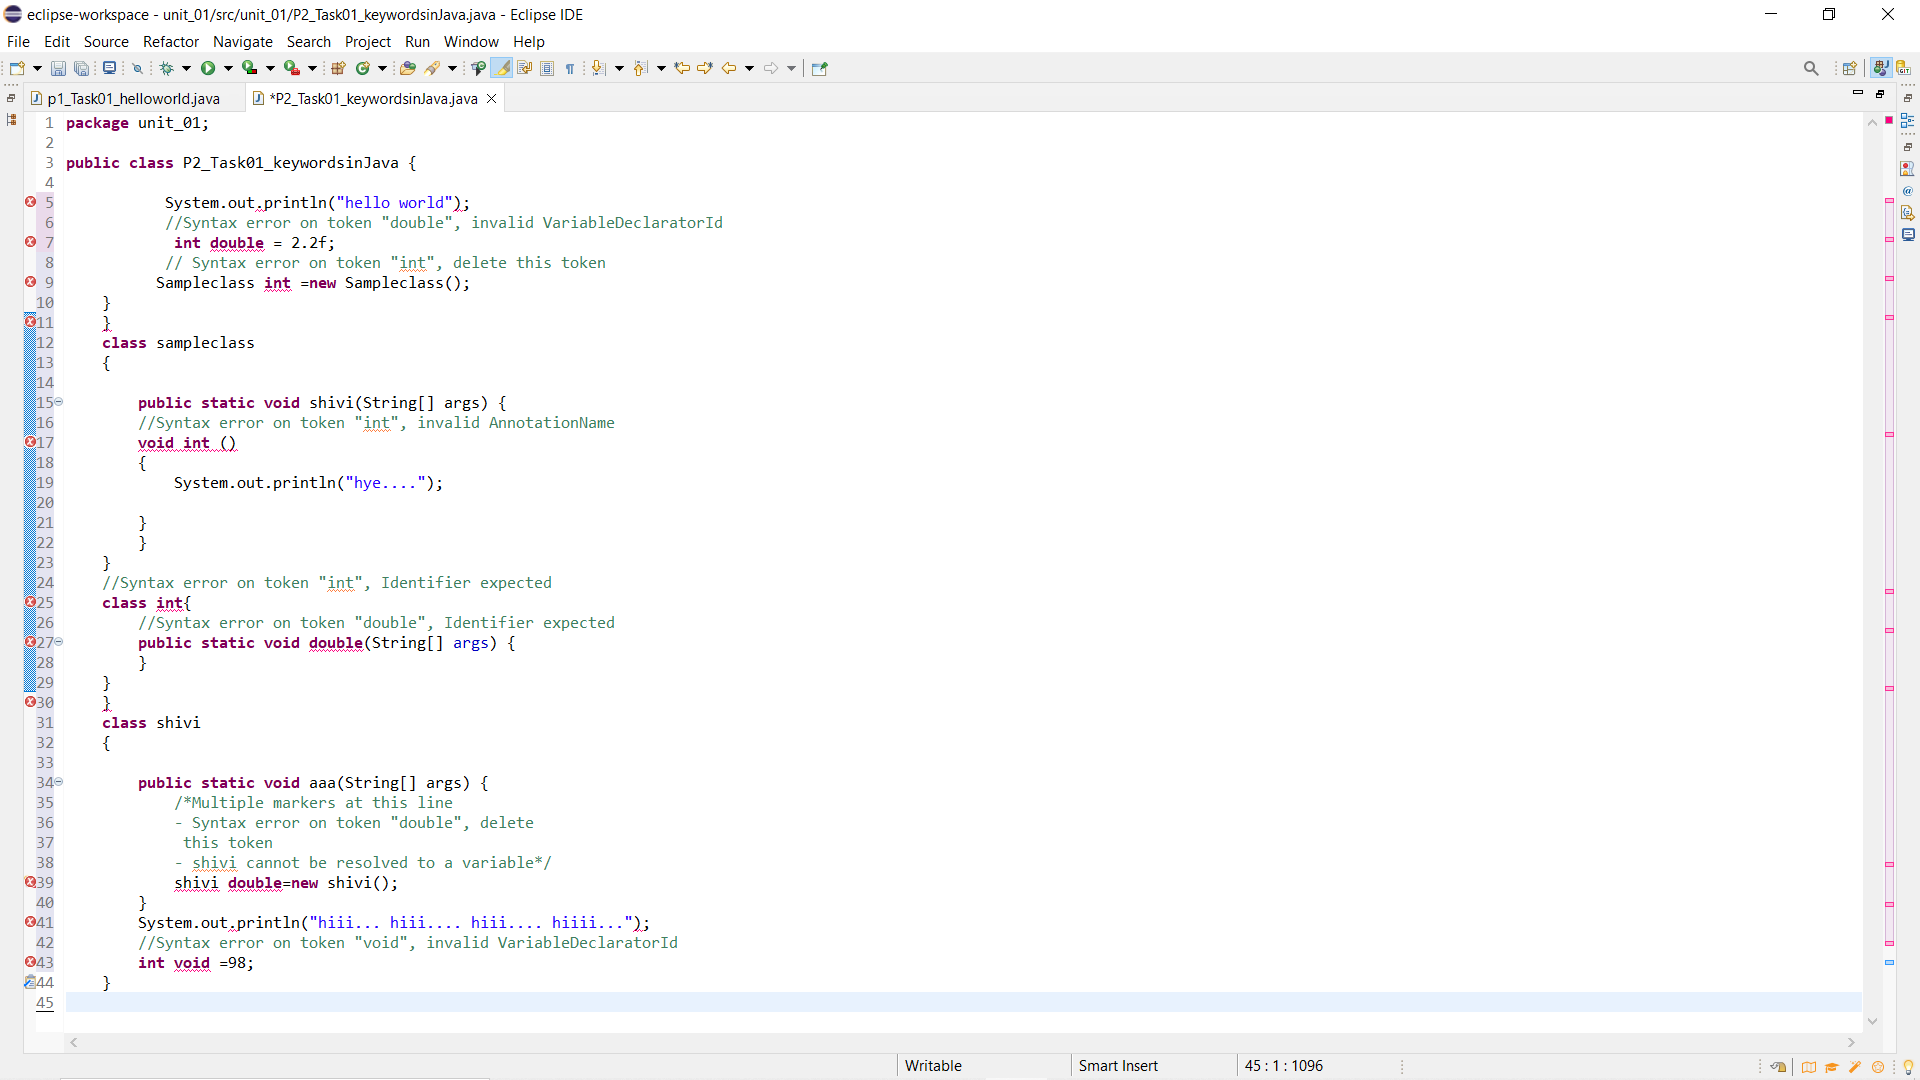 eclipse-workspace - unit_01/src/unit_01/P2_Task01_keywordsinJava.java - Eclipse IDE
File Edit Source Refactor Navigate Search Project Run Window Help
p1_Task01_helloworld.java *P2_Task01_keywordsinJava.java
1 package unit_01;
2
3 public class P2_Task01_keywordsinJava {
4
5 System.out.println("hello world");
6 //Syntax error on token "double", invalid VariableDeclaratorId
7 int double = 2.2f;
8 // Syntax error on token "int", delete this token
9 Sampleclass int =new Sampleclass();
10 }
11 }
12 class sampleclass
13 {
14
15 public static void shivi(String[] args) {
16 //Syntax error on token "int", invalid AnnotationName
17 void int ()
18 {
19 System.out.println("hye....");
20
21 }
22 }
23 }
24 //Syntax error on token "int", Identifier expected
25 class int{
26 //Syntax error on token "double", Identifier expected
27 public static void double(String[] args) {
28 }
29 }
30 }
31 class shivi
32 {
33
34 public static void aaa(String[] args) {
35 /*Multiple markers at this line
36 - Syntax error on token "double", delete
37 this token
38 - shivi cannot be resolved to a variable*/
39 shivi double=new shivi();
40 }
41 System.out.println("hiii... hiii.... hiii.... hiiii...");
42 //Syntax error on token "void", invalid VariableDeclaratorId
43 int void =98;
44 }
45
Writable Smart Insert 45 : 1 : 1096